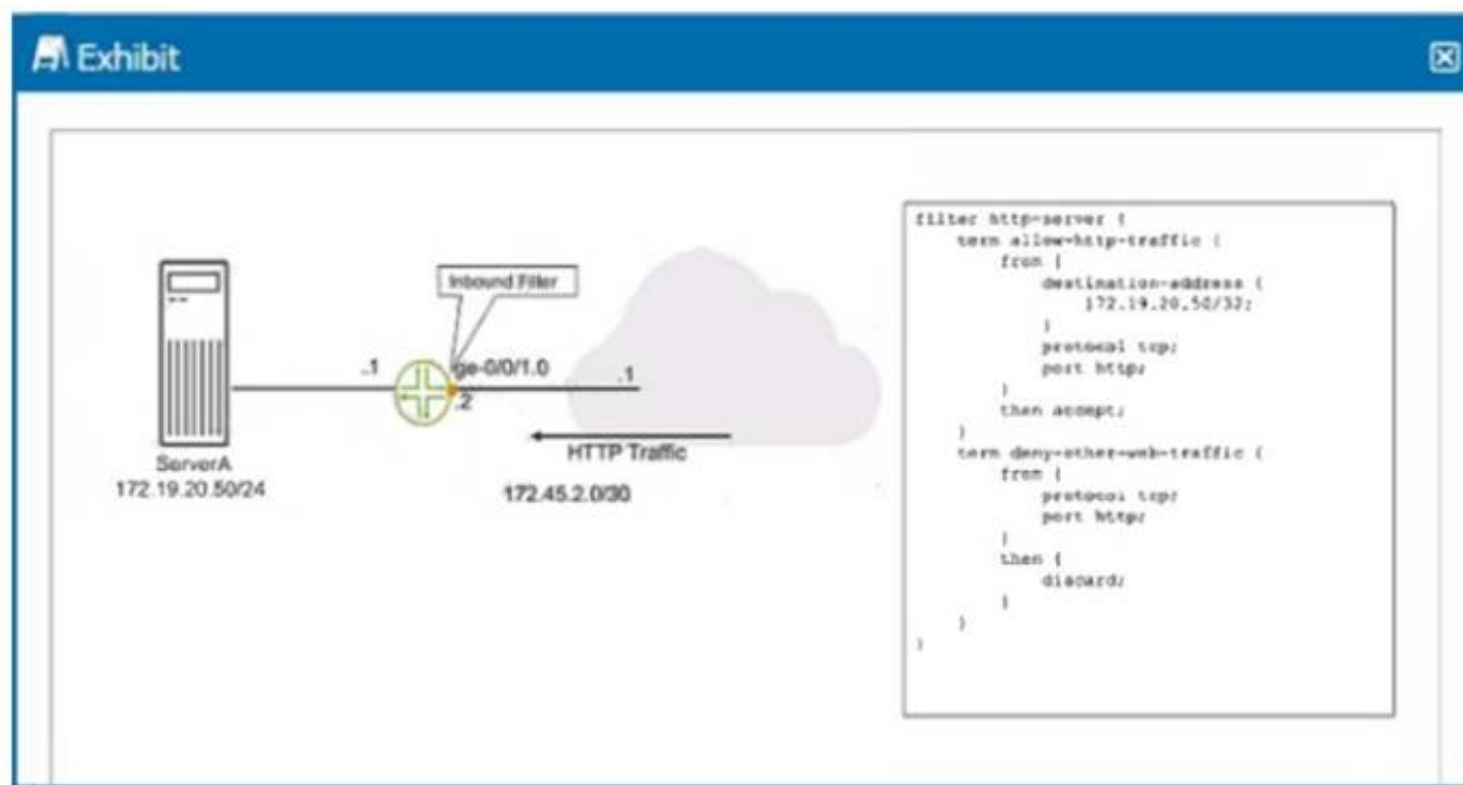 Exhibit
Inbound Filter
.1
ge-0/0/1.0
.1
.2
HTTP Traffic
ServerA
172.19.20.50/24
172.45.2.0/30
filter http-server {
term allow-http-traffic {
from {
destination-address {
172.19.20.50/32;
}
protocol tcp;
port http;
}
then accept;
}
term deny-other-web-traffic {
from {
protocol tcp;
port http;
}
then {
discard;
}
}
}